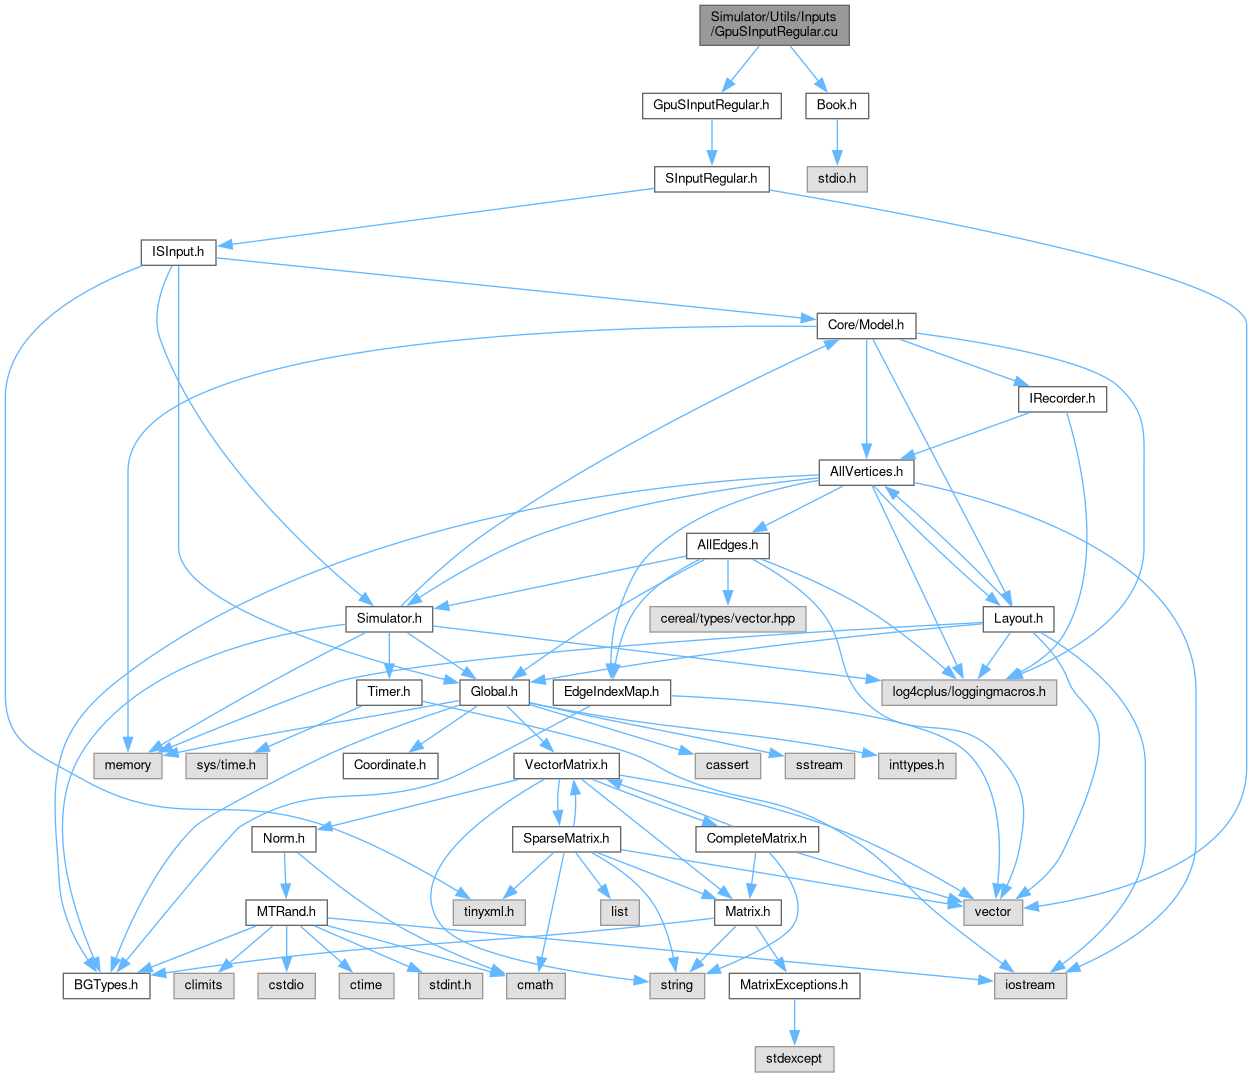 Simulator/Utils/Inputs
/GpuSInputRegular.cu
GpuSInputRegular.h
Book.h
SInputRegular.h
stdio.h
ISInput.h
Core/Model.h
IRecorder.h
AllVertices.h
AllEdges.h
Simulator.h
cereal/types/vector.hpp
Layout.h
Timer.h
Global.h
EdgeIndexMap.h
log4cplus/loggingmacros.h
memory
sys/time.h
Coordinate.h
VectorMatrix.h
cassert
sstream
inttypes.h
Norm.h
SparseMatrix.h
CompleteMatrix.h
MTRand.h
tinyxml.h
list
Matrix.h
vector
BGTypes.h
climits
cstdio
ctime
stdint.h
cmath
string
MatrixExceptions.h
iostream
stdexcept